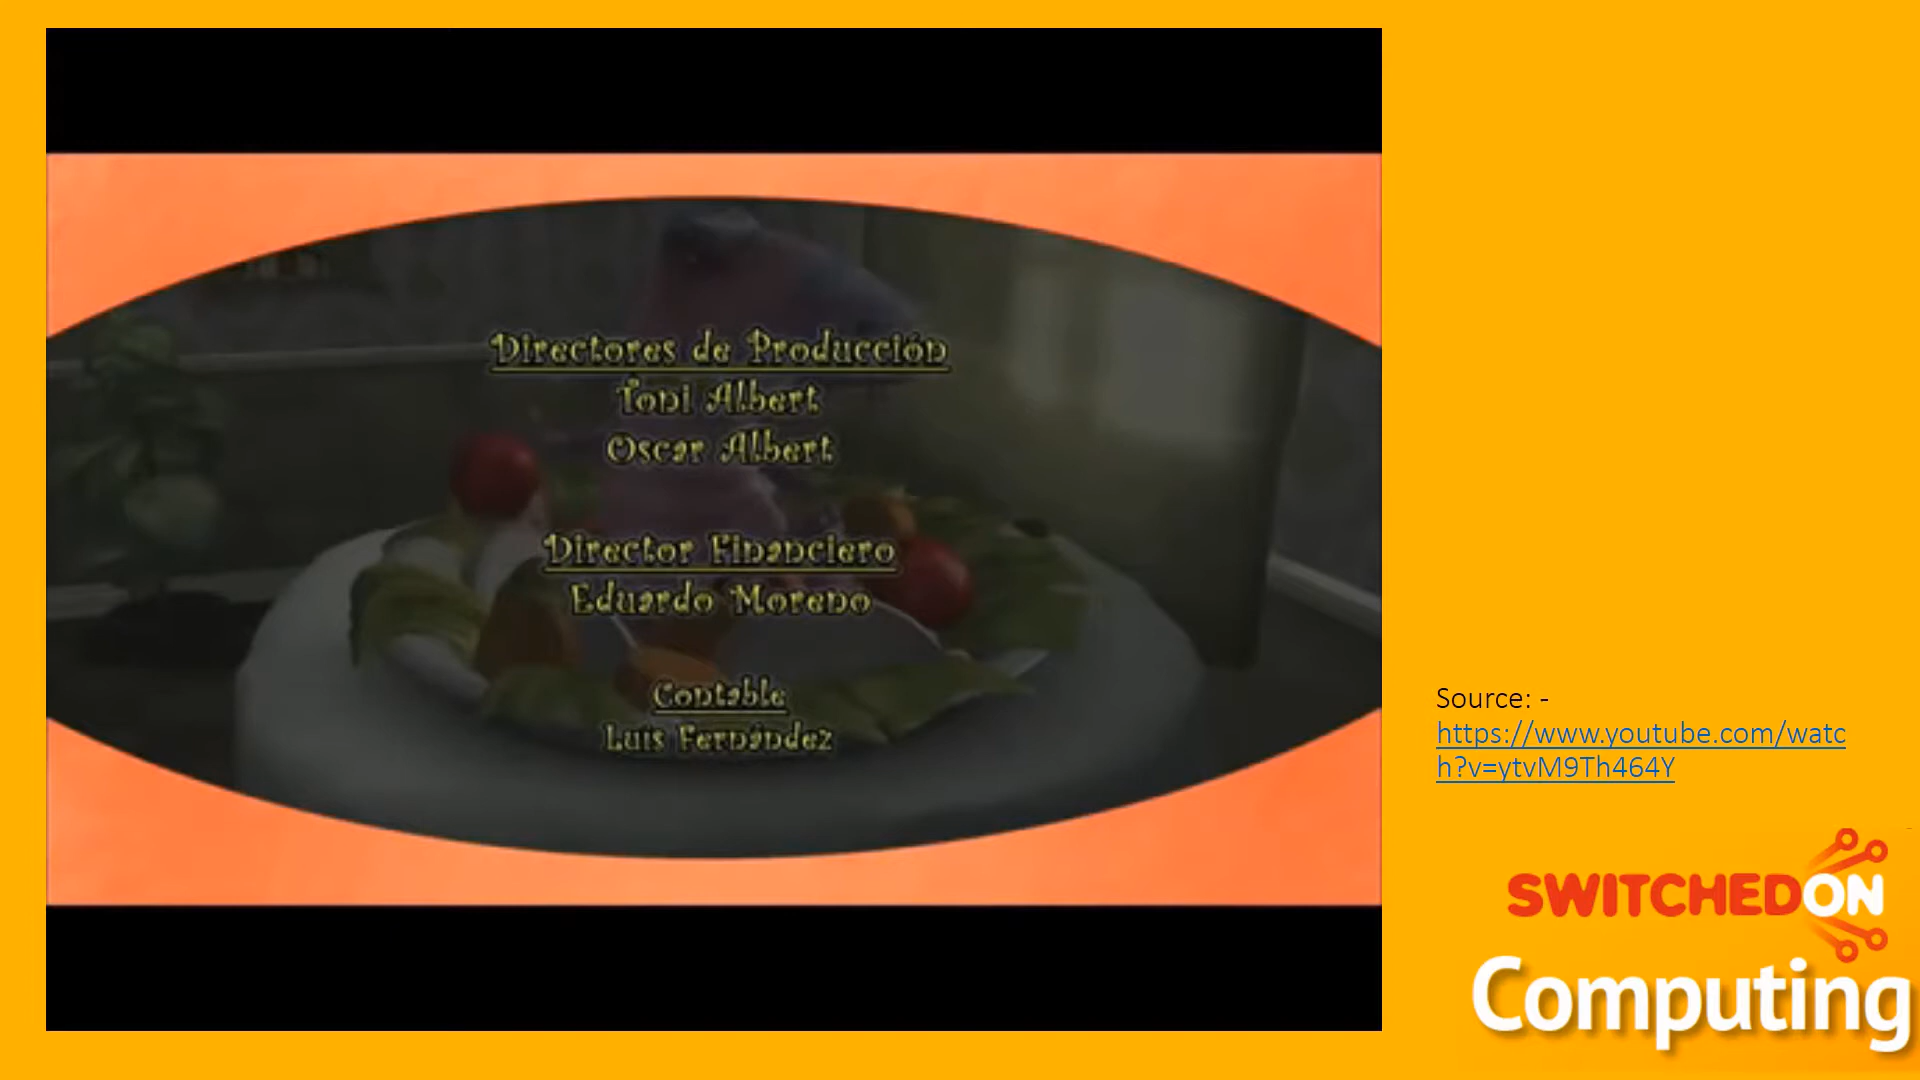 Directores de Producción
Toni Albert
Oscar Albert
Director Financiero
Eduardo Moreno
Contable
Luis Fernández
Source: -
https://www.youtube.com/watc
h?v=ytvM9Th464Y
SWITCHEDON
Computing